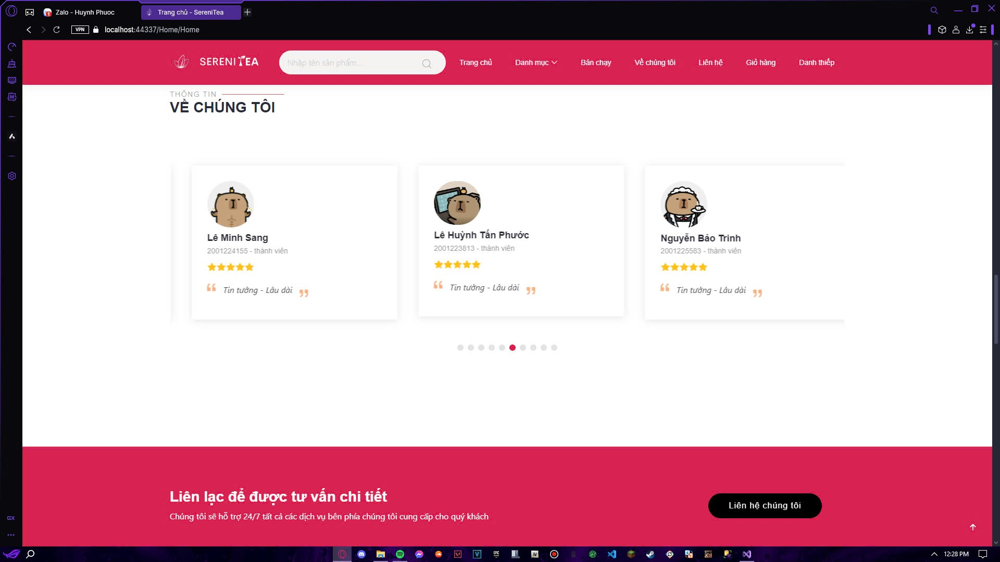 Zalo - Huynh Phuoc
Trang chủ - SereniTea
VPN
localhost:44337/Home/Home
SERENITEA
Nhập tên sản phẩm...
Trang chủ
Danh mục
Bán chạy
Về chúng tôi
Liên hệ
Giỏ hàng
Danh thiếp
THÔNG TIN
VỀ CHÚNG TÔI
Lê Minh Sang
2001224155 - thành viên
“ Tin tưởng - Lâu dài ”
Lê Huỳnh Tấn Phước
2001223813 - thành viên
“ Tin tưởng - Lâu dài ”
Nguyễn Bảo Trinh
2001225583 - thành viên
“ Tin tưởng - Lâu dài ”
Liên lạc để được tư vấn chi tiết
Chúng tôi sẽ hỗ trợ 24/7 tất cả các dịch vụ bên phía chúng tôi cung cấp cho quý khách
Liên hệ chúng tôi
GX
12:28 PM